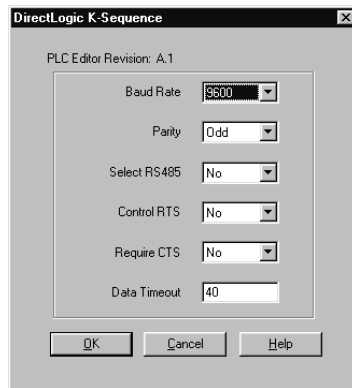 DirectLogic K-Sequence
PLC Editor Revision: A.1
Baud Rate 9600
Parity Odd
Select RS485 No
Control RTS No
Require CTS No
Data Timeout 40
OK Cancel Help